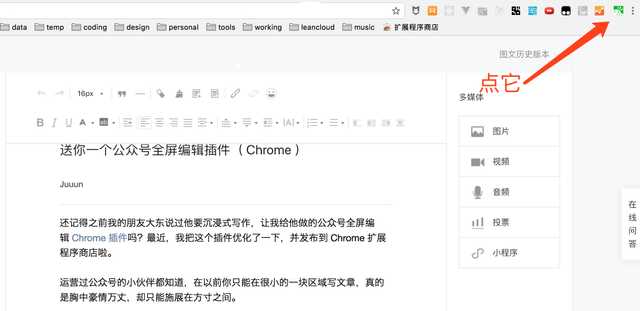 data temp coding design personal tools working leancloud music 扩展程序商店
图文历史版本
点它
16px
B I U A ab
多媒体
送你一个公众号全屏编辑插件（Chrome）
图片
Juuun
视频
音频
在线问答
还记得之前我的朋友大东说过他要沉浸式写作，让我给他做的公众号全屏编
辑 Chrome 插件吗？最近，我把这个插件优化了一下，并发布到 Chrome 扩展
程序商店啦。
投票
小程序
运营过公众号的小伙伴都知道，在以前你只能在很小的一块区域写文章，真的
是胸中豪情万丈，却只能施展在方寸之间。